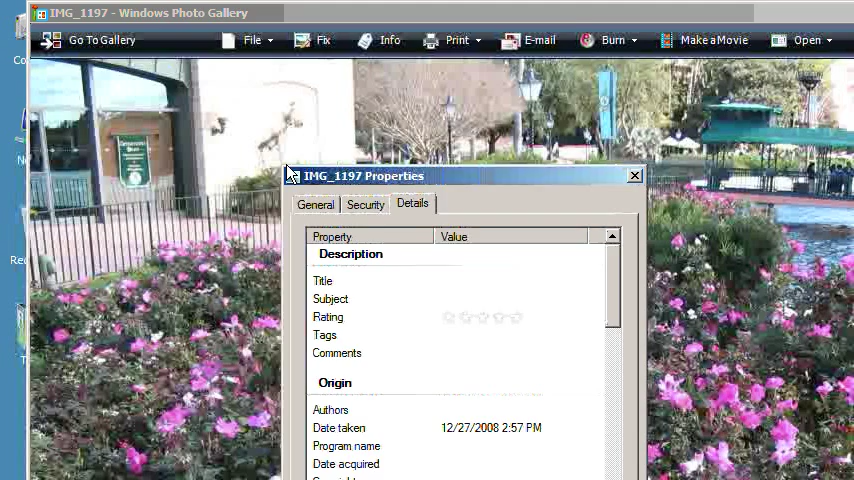 IMG_1197 - Windows Photo Gallery
Go To Gallery File Fix Info Print E-mail Burn Make a Movie Open
IMG_1197 Properties
General Security Details
Property Value
Description
Title
Subject
Rating
Tags
Comments
Origin
Authors
Date taken 12/27/2008 2:57 PM
Program name
Date acquired